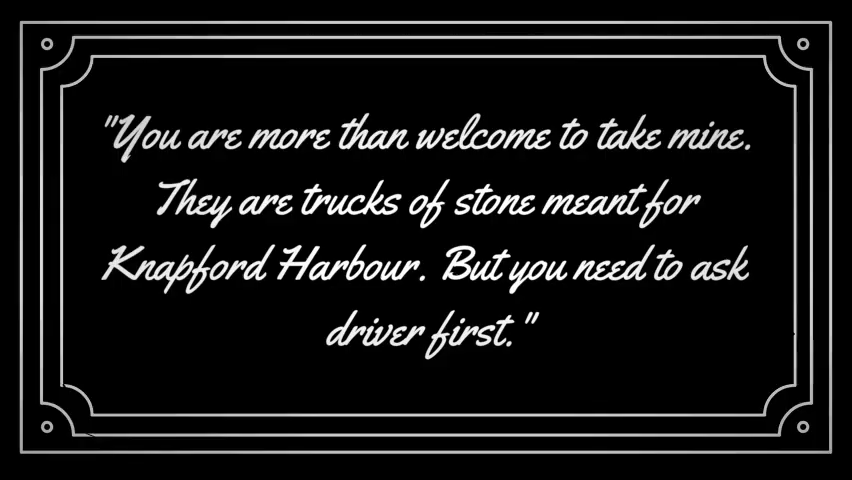 "You are more than welcome to take mine.
They are trucks of stone meant for
Knapford Harbour. But you need to ask
driver first."